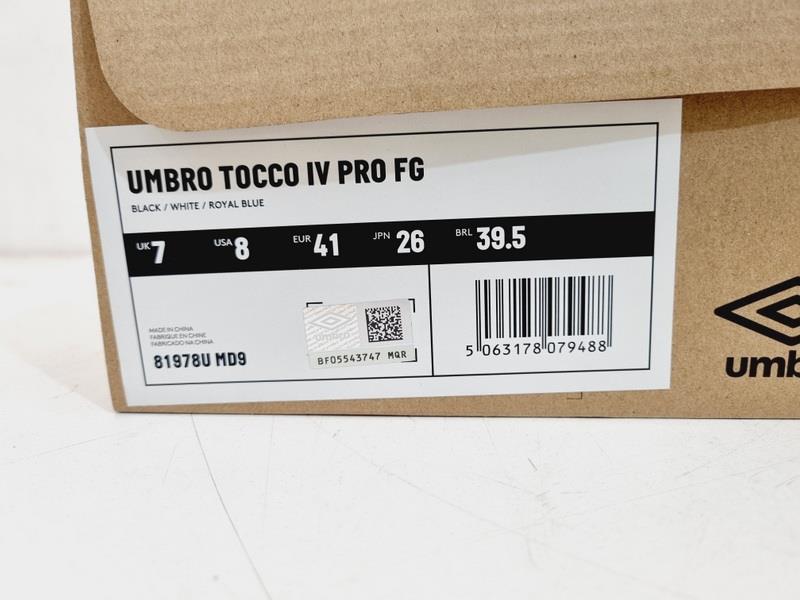 UMBRO TOCCO IV PRO FG
BLACK / WHITE / ROYAL BLUE
UK 7 USA 8 EUR 41 JPN 26 BRL 39.5
MADE IN CHINA
FABRIQUE EN CHINE
FABRICADO NA CHINA
81978U MD9
umbro
BF05543747 MQR
5 063178 079488
umb